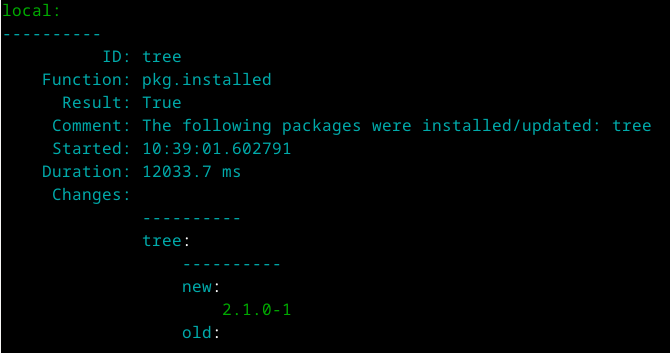 local:
----------
          ID: tree
    Function: pkg.installed
      Result: True
     Comment: The following packages were installed/updated: tree
     Started: 10:39:01.602791
    Duration: 12033.7 ms
     Changes:
              ----------
              tree:
                  ----------
                  new:
                      2.1.0-1
                  old: